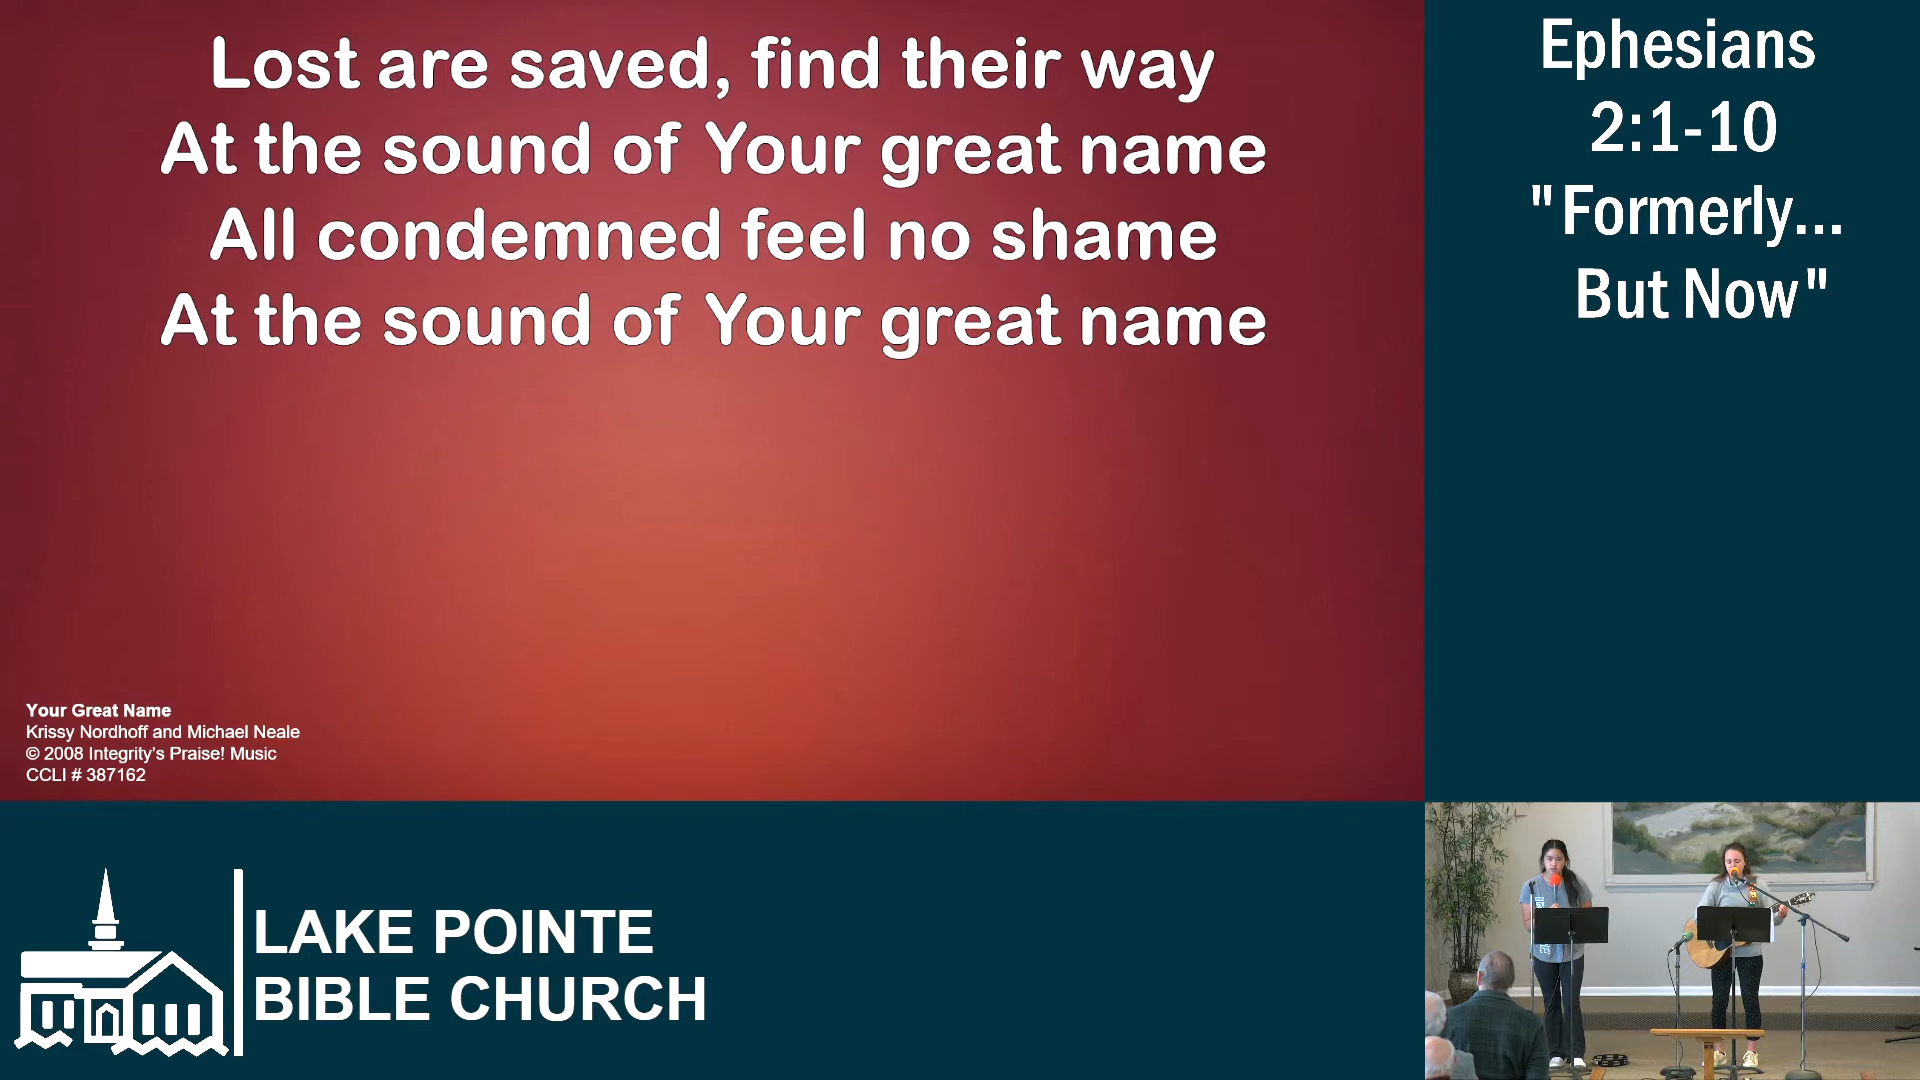 Lost are saved, find their way
At the sound of Your great name
All condemned feel no shame
At the sound of Your great name
Your Great Name
Krissy Nordhoff and Michael Neale
© 2008 Integrity's Praise! Music
CCLI # 387162
Ephesians
2:1-10
"Formerly...
But Now"
LAKE POINTE
BIBLE CHURCH